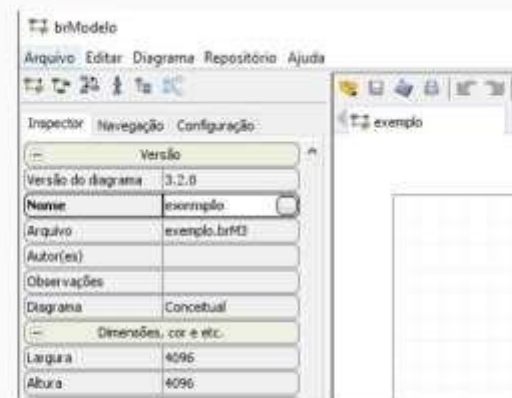 brModelo
Arquivo Editar Diagrama Repositório Ajuda
Inspector Navegação Configuração
exemplo
Versão
Versão do diagrama 3.2.0
Nome exemplo
Arquivo exemplo.brM3
Autor(es)
Observações
Diagrama Conceitual
Dimensões, cor e etc.
Largura 4096
Altura 4096